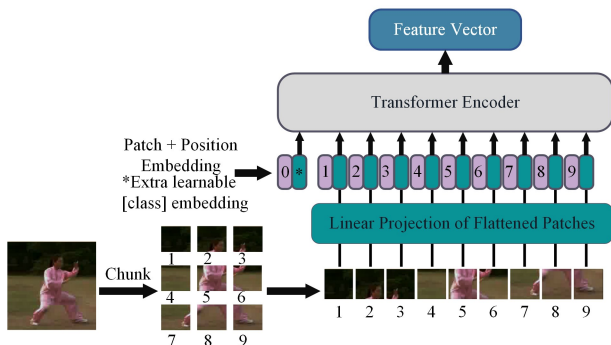 Feature Vector
Transformer Encoder
Patch + Position
Embedding
*Extra learnable
[class] embedding
0 * 1 2 3 4 5 6 7 8 9
Linear Projection of Flattened Patches
Chunk
1 2 3
4 5 6
7 8 9
1 2 3 4 5 6 7 8 9